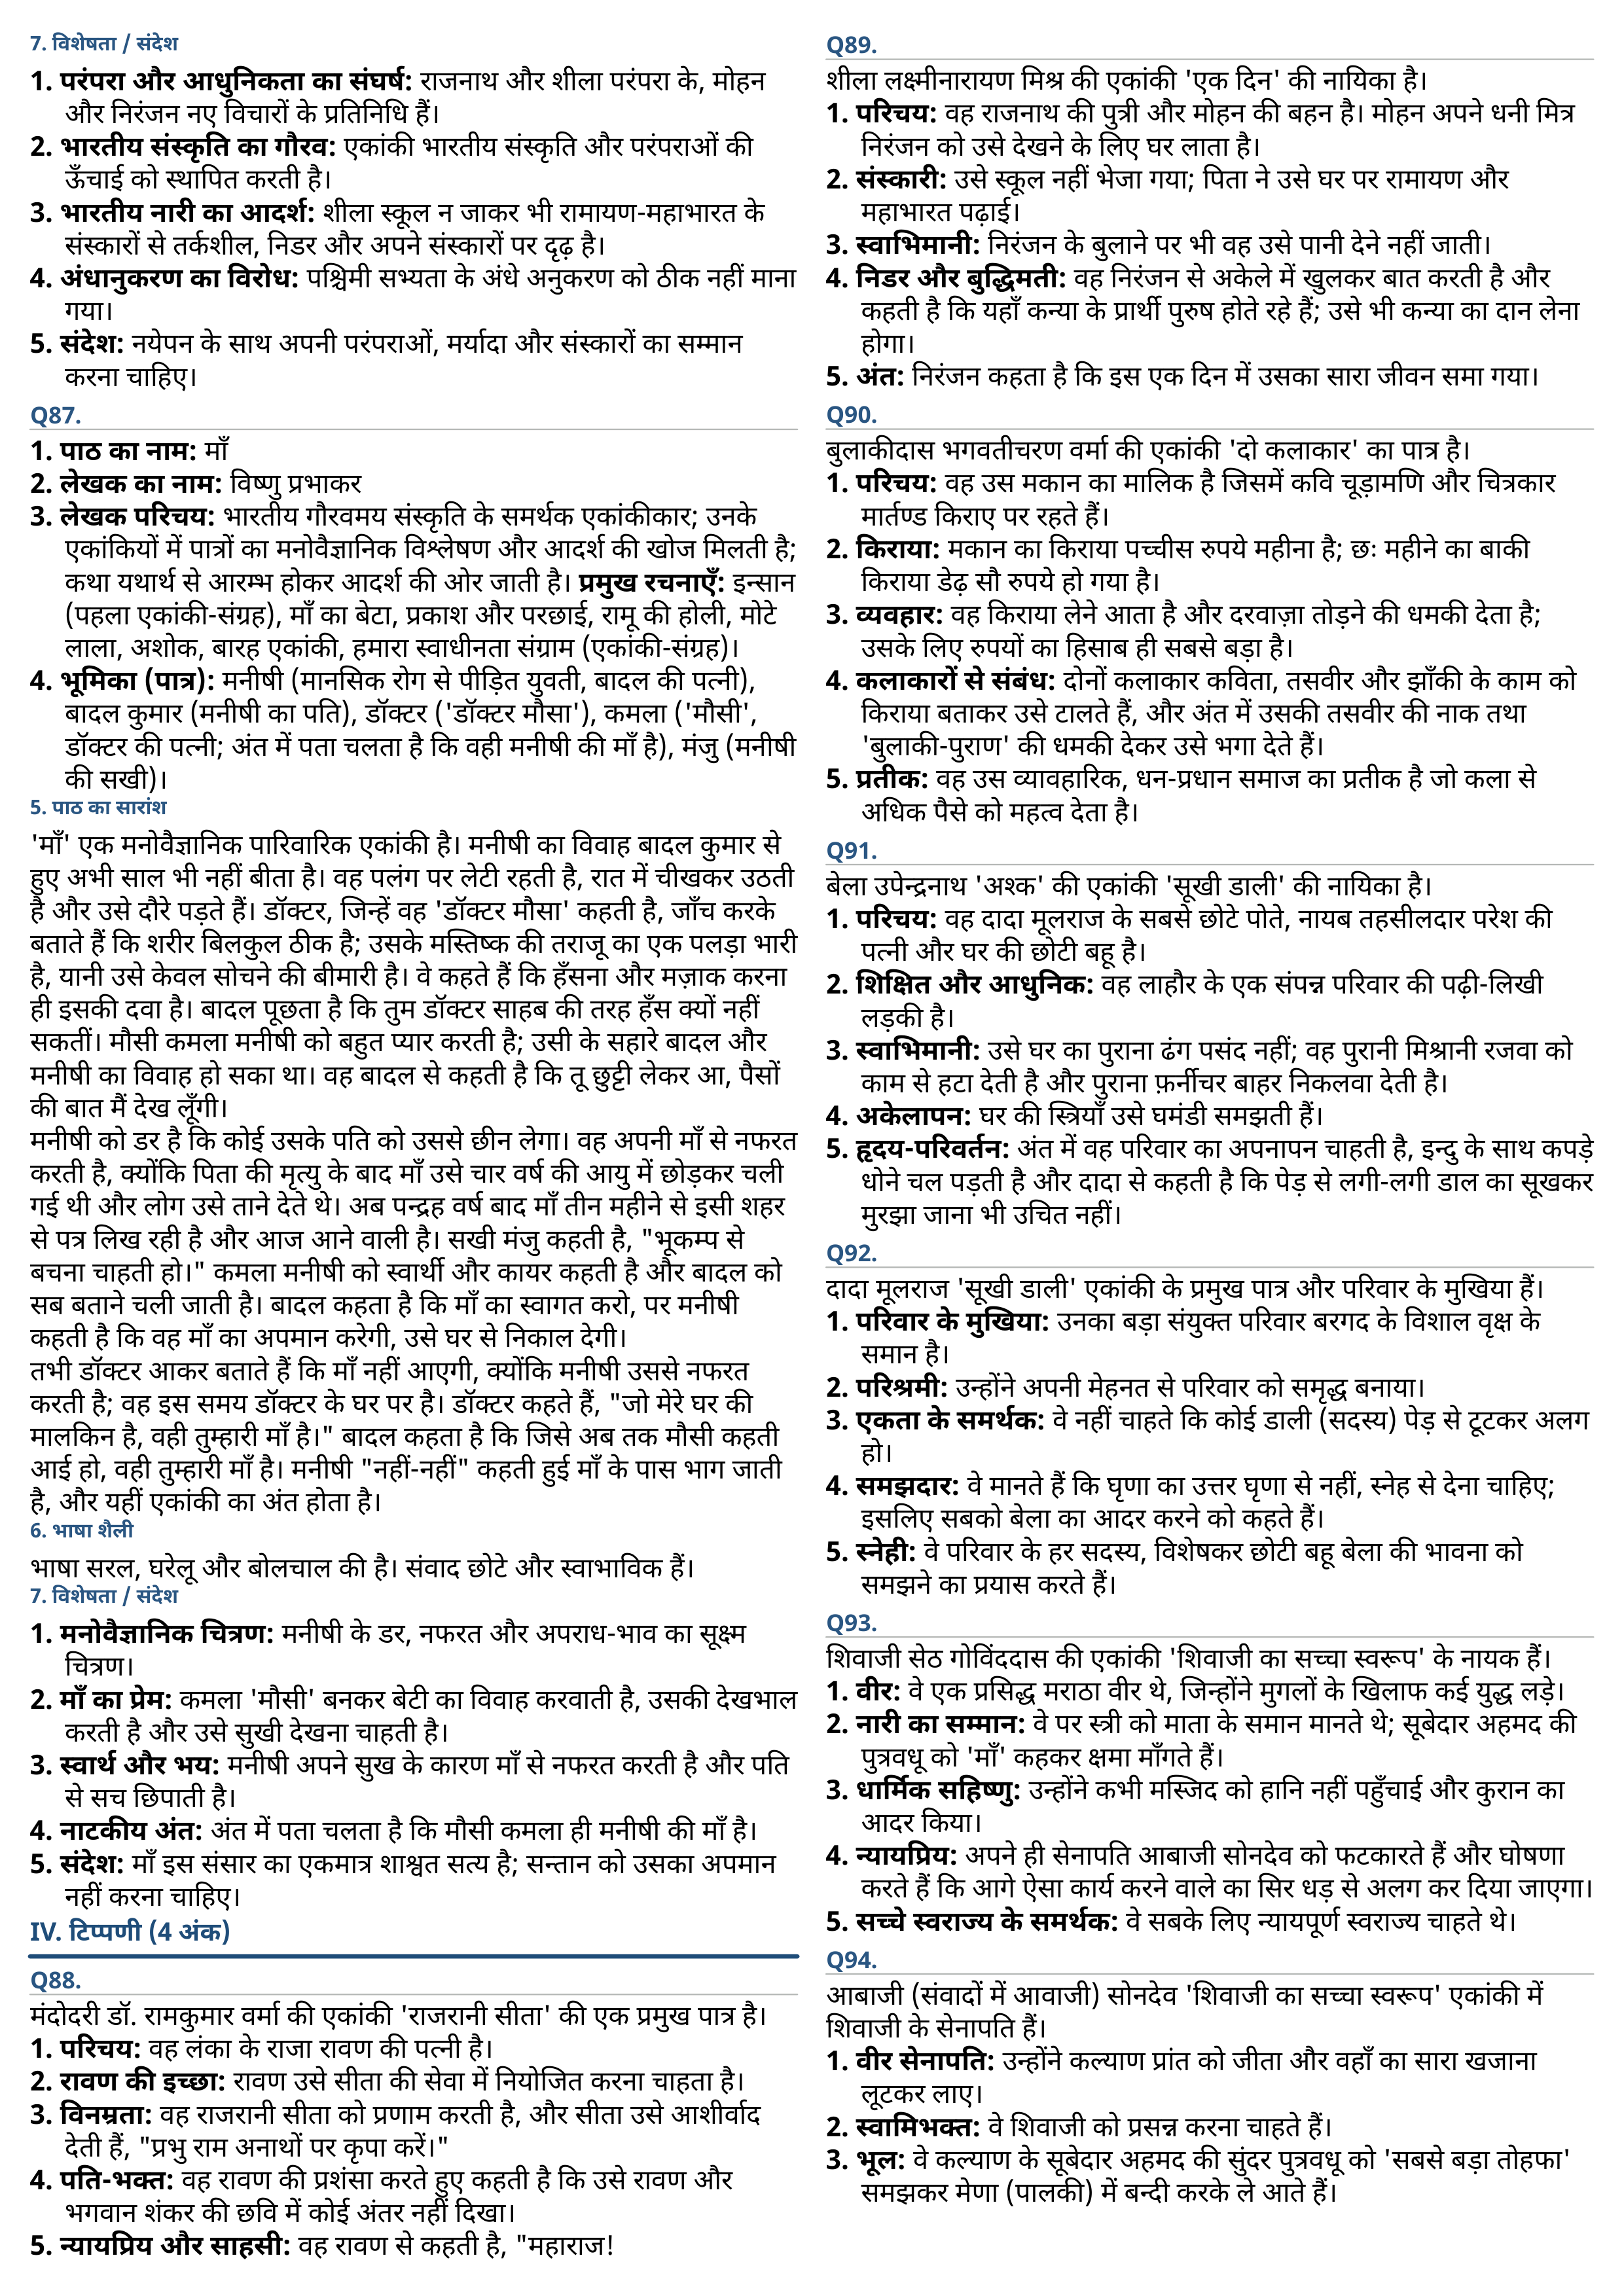 7. विशेषता / संदेश
1. परंपरा और आधुनिकता का संघर्ष: राजनाथ और शीला परंपरा के, मोहन
और निरंजन नए विचारों के प्रतिनिधि हैं।
2. भारतीय संस्कृति का गौरव: एकांकी भारतीय संस्कृति और परंपराओं की
ऊँचाई को स्थापित करती है।
3. भारतीय नारी का आदर्श: शीला स्कूल न जाकर भी रामायण-महाभारत के
संस्कारों से तर्कशील, निडर और अपने संस्कारों पर दृढ़ है।
4. अंधानुकरण का विरोध: पश्चिमी सभ्यता के अंधे अनुकरण को ठीक नहीं माना
गया।
5. संदेश: नयेपन के साथ अपनी परंपराओं, मर्यादा और संस्कारों का सम्मान
करना चाहिए।
Q87.
1. पाठ का नाम: माँ
2. लेखक का नाम: विष्णु प्रभाकर
3. लेखक परिचय: भारतीय गौरवमय संस्कृति के समर्थक एकांकीकार; उनके
एकांकियों में पात्रों का मनोवैज्ञानिक विश्लेषण और आदर्श की खोज मिलती है;
कथा यथार्थ से आरम्भ होकर आदर्श की ओर जाती है। प्रमुख रचनाएँ: इन्सान
(पहला एकांकी-संग्रह), माँ का बेटा, प्रकाश और परछाई, रामू की होली, मोटे
लाला, अशोक, बारह एकांकी, हमारा स्वाधीनता संग्राम (एकांकी-संग्रह)।
4. भूमिका (पात्र): मनीषी (मानसिक रोग से पीड़ित युवती, बादल की पत्नी),
बादल कुमार (मनीषी का पति), डॉक्टर ('डॉक्टर मौसा'), कमला ('मौसी',
डॉक्टर की पत्नी; अंत में पता चलता है कि वही मनीषी की माँ है), मंजु (मनीषी
की सखी)।
5. पाठ का सारांश
'माँ' एक मनोवैज्ञानिक पारिवारिक एकांकी है। मनीषी का विवाह बादल कुमार से
हुए अभी साल भी नहीं बीता है। वह पलंग पर लेटी रहती है, रात में चीखकर उठती
है और उसे दौरे पड़ते हैं। डॉक्टर, जिन्हें वह 'डॉक्टर मौसा' कहती है, जाँच करके
बताते हैं कि शरीर बिलकुल ठीक है; उसके मस्तिष्क की तराजू का एक पलड़ा भारी
है, यानी उसे केवल सोचने की बीमारी है। वे कहते हैं कि हँसना और मज़ाक करना
ही इसकी दवा है। बादल पूछता है कि तुम डॉक्टर साहब की तरह हँस क्यों नहीं
सकतीं। मौसी कमला मनीषी को बहुत प्यार करती है; उसी के सहारे बादल और
मनीषी का विवाह हो सका था। वह बादल से कहती है कि तू छुट्टी लेकर आ, पैसों
की बात मैं देख लूँगी।
मनीषी को डर है कि कोई उसके पति को उससे छीन लेगा। वह अपनी माँ से नफरत
करती है, क्योंकि पिता की मृत्यु के बाद माँ उसे चार वर्ष की आयु में छोड़कर चली
गई थी और लोग उसे ताने देते थे। अब पन्द्रह वर्ष बाद माँ तीन महीने से इसी शहर
से पत्र लिख रही है और आज आने वाली है। सखी मंजु कहती है, "भूकम्प से
बचना चाहती हो।" कमला मनीषी को स्वार्थी और कायर कहती है और बादल को
सब बताने चली जाती है। बादल कहता है कि माँ का स्वागत करो, पर मनीषी
कहती है कि वह माँ का अपमान करेगी, उसे घर से निकाल देगी।
तभी डॉक्टर आकर बताते हैं कि माँ नहीं आएगी, क्योंकि मनीषी उससे नफरत
करती है; वह इस समय डॉक्टर के घर पर है। डॉक्टर कहते हैं, "जो मेरे घर की
मालकिन है, वही तुम्हारी माँ है।" बादल कहता है कि जिसे अब तक मौसी कहती
आई हो, वही तुम्हारी माँ है। मनीषी "नहीं-नहीं" कहती हुई माँ के पास भाग जाती
है, और यहीं एकांकी का अंत होता है।
6. भाषा शैली
भाषा सरल, घरेलू और बोलचाल की है। संवाद छोटे और स्वाभाविक हैं।
7. विशेषता / संदेश
1. मनोवैज्ञानिक चित्रण: मनीषी के डर, नफरत और अपराध-भाव का सूक्ष्म
चित्रण।
2. माँ का प्रेम: कमला 'मौसी' बनकर बेटी का विवाह करवाती है, उसकी देखभाल
करती है और उसे सुखी देखना चाहती है।
3. स्वार्थ और भय: मनीषी अपने सुख के कारण माँ से नफरत करती है और पति
से सच छिपाती है।
4. नाटकीय अंत: अंत में पता चलता है कि मौसी कमला ही मनीषी की माँ है।
5. संदेश: माँ इस संसार का एकमात्र शाश्वत सत्य है; सन्तान को उसका अपमान
नहीं करना चाहिए।
IV. टिप्पणी (4 अंक)
Q88.
मंदोदरी डॉ. रामकुमार वर्मा की एकांकी 'राजरानी सीता' की एक प्रमुख पात्र है।
1. परिचय: वह लंका के राजा रावण की पत्नी है।
2. रावण की इच्छा: रावण उसे सीता की सेवा में नियोजित करना चाहता है।
3. विनम्रता: वह राजरानी सीता को प्रणाम करती है, और सीता उसे आशीर्वाद
देती हैं, "प्रभु राम अनाथों पर कृपा करें।"
4. पति-भक्त: वह रावण की प्रशंसा करते हुए कहती है कि उसे रावण और
भगवान शंकर की छवि में कोई अंतर नहीं दिखा।
5. न्यायप्रिय और साहसी: वह रावण से कहती है, "महाराज!
Q89.
शीला लक्ष्मीनारायण मिश्र की एकांकी 'एक दिन' की नायिका है।
1. परिचय: वह राजनाथ की पुत्री और मोहन की बहन है। मोहन अपने धनी मित्र
निरंजन को उसे देखने के लिए घर लाता है।
2. संस्कारी: उसे स्कूल नहीं भेजा गया; पिता ने उसे घर पर रामायण और
महाभारत पढ़ाई।
3. स्वाभिमानी: निरंजन के बुलाने पर भी वह उसे पानी देने नहीं जाती।
4. निडर और बुद्धिमती: वह निरंजन से अकेले में खुलकर बात करती है और
कहती है कि यहाँ कन्या के प्रार्थी पुरुष होते रहे हैं; उसे भी कन्या का दान लेना
होगा।
5. अंत: निरंजन कहता है कि इस एक दिन में उसका सारा जीवन समा गया।
Q90.
बुलाकीदास भगवतीचरण वर्मा की एकांकी 'दो कलाकार' का पात्र है।
1. परिचय: वह उस मकान का मालिक है जिसमें कवि चूड़ामणि और चित्रकार
मार्तण्ड किराए पर रहते हैं।
2. किराया: मकान का किराया पच्चीस रुपये महीना है; छः महीने का बाकी
किराया डेढ़ सौ रुपये हो गया है।
3. व्यवहार: वह किराया लेने आता है और दरवाज़ा तोड़ने की धमकी देता है;
उसके लिए रुपयों का हिसाब ही सबसे बड़ा है।
4. कलाकारों से संबंध: दोनों कलाकार कविता, तसवीर और झाँकी के काम को
किराया बताकर उसे टालते हैं, और अंत में उसकी तसवीर की नाक तथा
'बुलाकी-पुराण' की धमकी देकर उसे भगा देते हैं।
5. प्रतीक: वह उस व्यावहारिक, धन-प्रधान समाज का प्रतीक है जो कला से
अधिक पैसे को महत्व देता है।
Q91.
बेला उपेन्द्रनाथ 'अश्क' की एकांकी 'सूखी डाली' की नायिका है।
1. परिचय: वह दादा मूलराज के सबसे छोटे पोते, नायब तहसीलदार परेश की
पत्नी और घर की छोटी बहू है।
2. शिक्षित और आधुनिक: वह लाहौर के एक संपन्न परिवार की पढ़ी-लिखी
लड़की है।
3. स्वाभिमानी: उसे घर का पुराना ढंग पसंद नहीं; वह पुरानी मिश्रानी रजवा को
काम से हटा देती है और पुराना फ़र्नीचर बाहर निकलवा देती है।
4. अकेलापन: घर की स्त्रियाँ उसे घमंडी समझती हैं।
5. हृदय-परिवर्तन: अंत में वह परिवार का अपनापन चाहती है, इन्दु के साथ कपड़े
धोने चल पड़ती है और दादा से कहती है कि पेड़ से लगी-लगी डाल का सूखकर
मुरझा जाना भी उचित नहीं।
Q92.
दादा मूलराज 'सूखी डाली' एकांकी के प्रमुख पात्र और परिवार के मुखिया हैं।
1. परिवार के मुखिया: उनका बड़ा संयुक्त परिवार बरगद के विशाल वृक्ष के
समान है।
2. परिश्रमी: उन्होंने अपनी मेहनत से परिवार को समृद्ध बनाया।
3. एकता के समर्थक: वे नहीं चाहते कि कोई डाली (सदस्य) पेड़ से टूटकर अलग
हो।
4. समझदार: वे मानते हैं कि घृणा का उत्तर घृणा से नहीं, स्नेह से देना चाहिए;
इसलिए सबको बेला का आदर करने को कहते हैं।
5. स्नेही: वे परिवार के हर सदस्य, विशेषकर छोटी बहू बेला की भावना को
समझने का प्रयास करते हैं।
Q93.
शिवाजी सेठ गोविंददास की एकांकी 'शिवाजी का सच्चा स्वरूप' के नायक हैं।
1. वीर: वे एक प्रसिद्ध मराठा वीर थे, जिन्होंने मुगलों के खिलाफ कई युद्ध लड़े।
2. नारी का सम्मान: वे पर स्त्री को माता के समान मानते थे; सूबेदार अहमद की
पुत्रवधू को 'माँ' कहकर क्षमा माँगते हैं।
3. धार्मिक सहिष्णु: उन्होंने कभी मस्जिद को हानि नहीं पहुँचाई और कुरान का
आदर किया।
4. न्यायप्रिय: अपने ही सेनापति आबाजी सोनदेव को फटकारते हैं और घोषणा
करते हैं कि आगे ऐसा कार्य करने वाले का सिर धड़ से अलग कर दिया जाएगा।
5. सच्चे स्वराज्य के समर्थक: वे सबके लिए न्यायपूर्ण स्वराज्य चाहते थे।
Q94.
आबाजी (संवादों में आवाजी) सोनदेव 'शिवाजी का सच्चा स्वरूप' एकांकी में
शिवाजी के सेनापति हैं।
1. वीर सेनापति: उन्होंने कल्याण प्रांत को जीता और वहाँ का सारा खजाना
लूटकर लाए।
2. स्वामिभक्त: वे शिवाजी को प्रसन्न करना चाहते हैं।
3. भूल: वे कल्याण के सूबेदार अहमद की सुंदर पुत्रवधू को 'सबसे बड़ा तोहफा'
समझकर मेणा (पालकी) में बन्दी करके ले आते हैं।